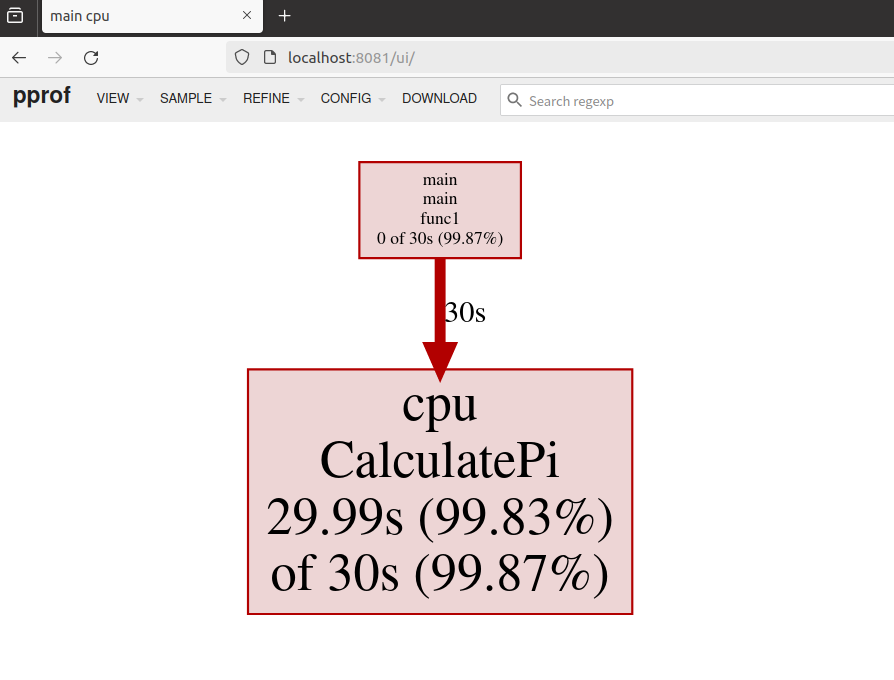 main cpu
localhost:8081/ui/
pprof VIEW SAMPLE REFINE CONFIG DOWNLOAD Search regexp
main
main
func1
0 of 30s (99.87%)
30s
cpu
CalculatePi
29.99s (99.83%)
of 30s (99.87%)